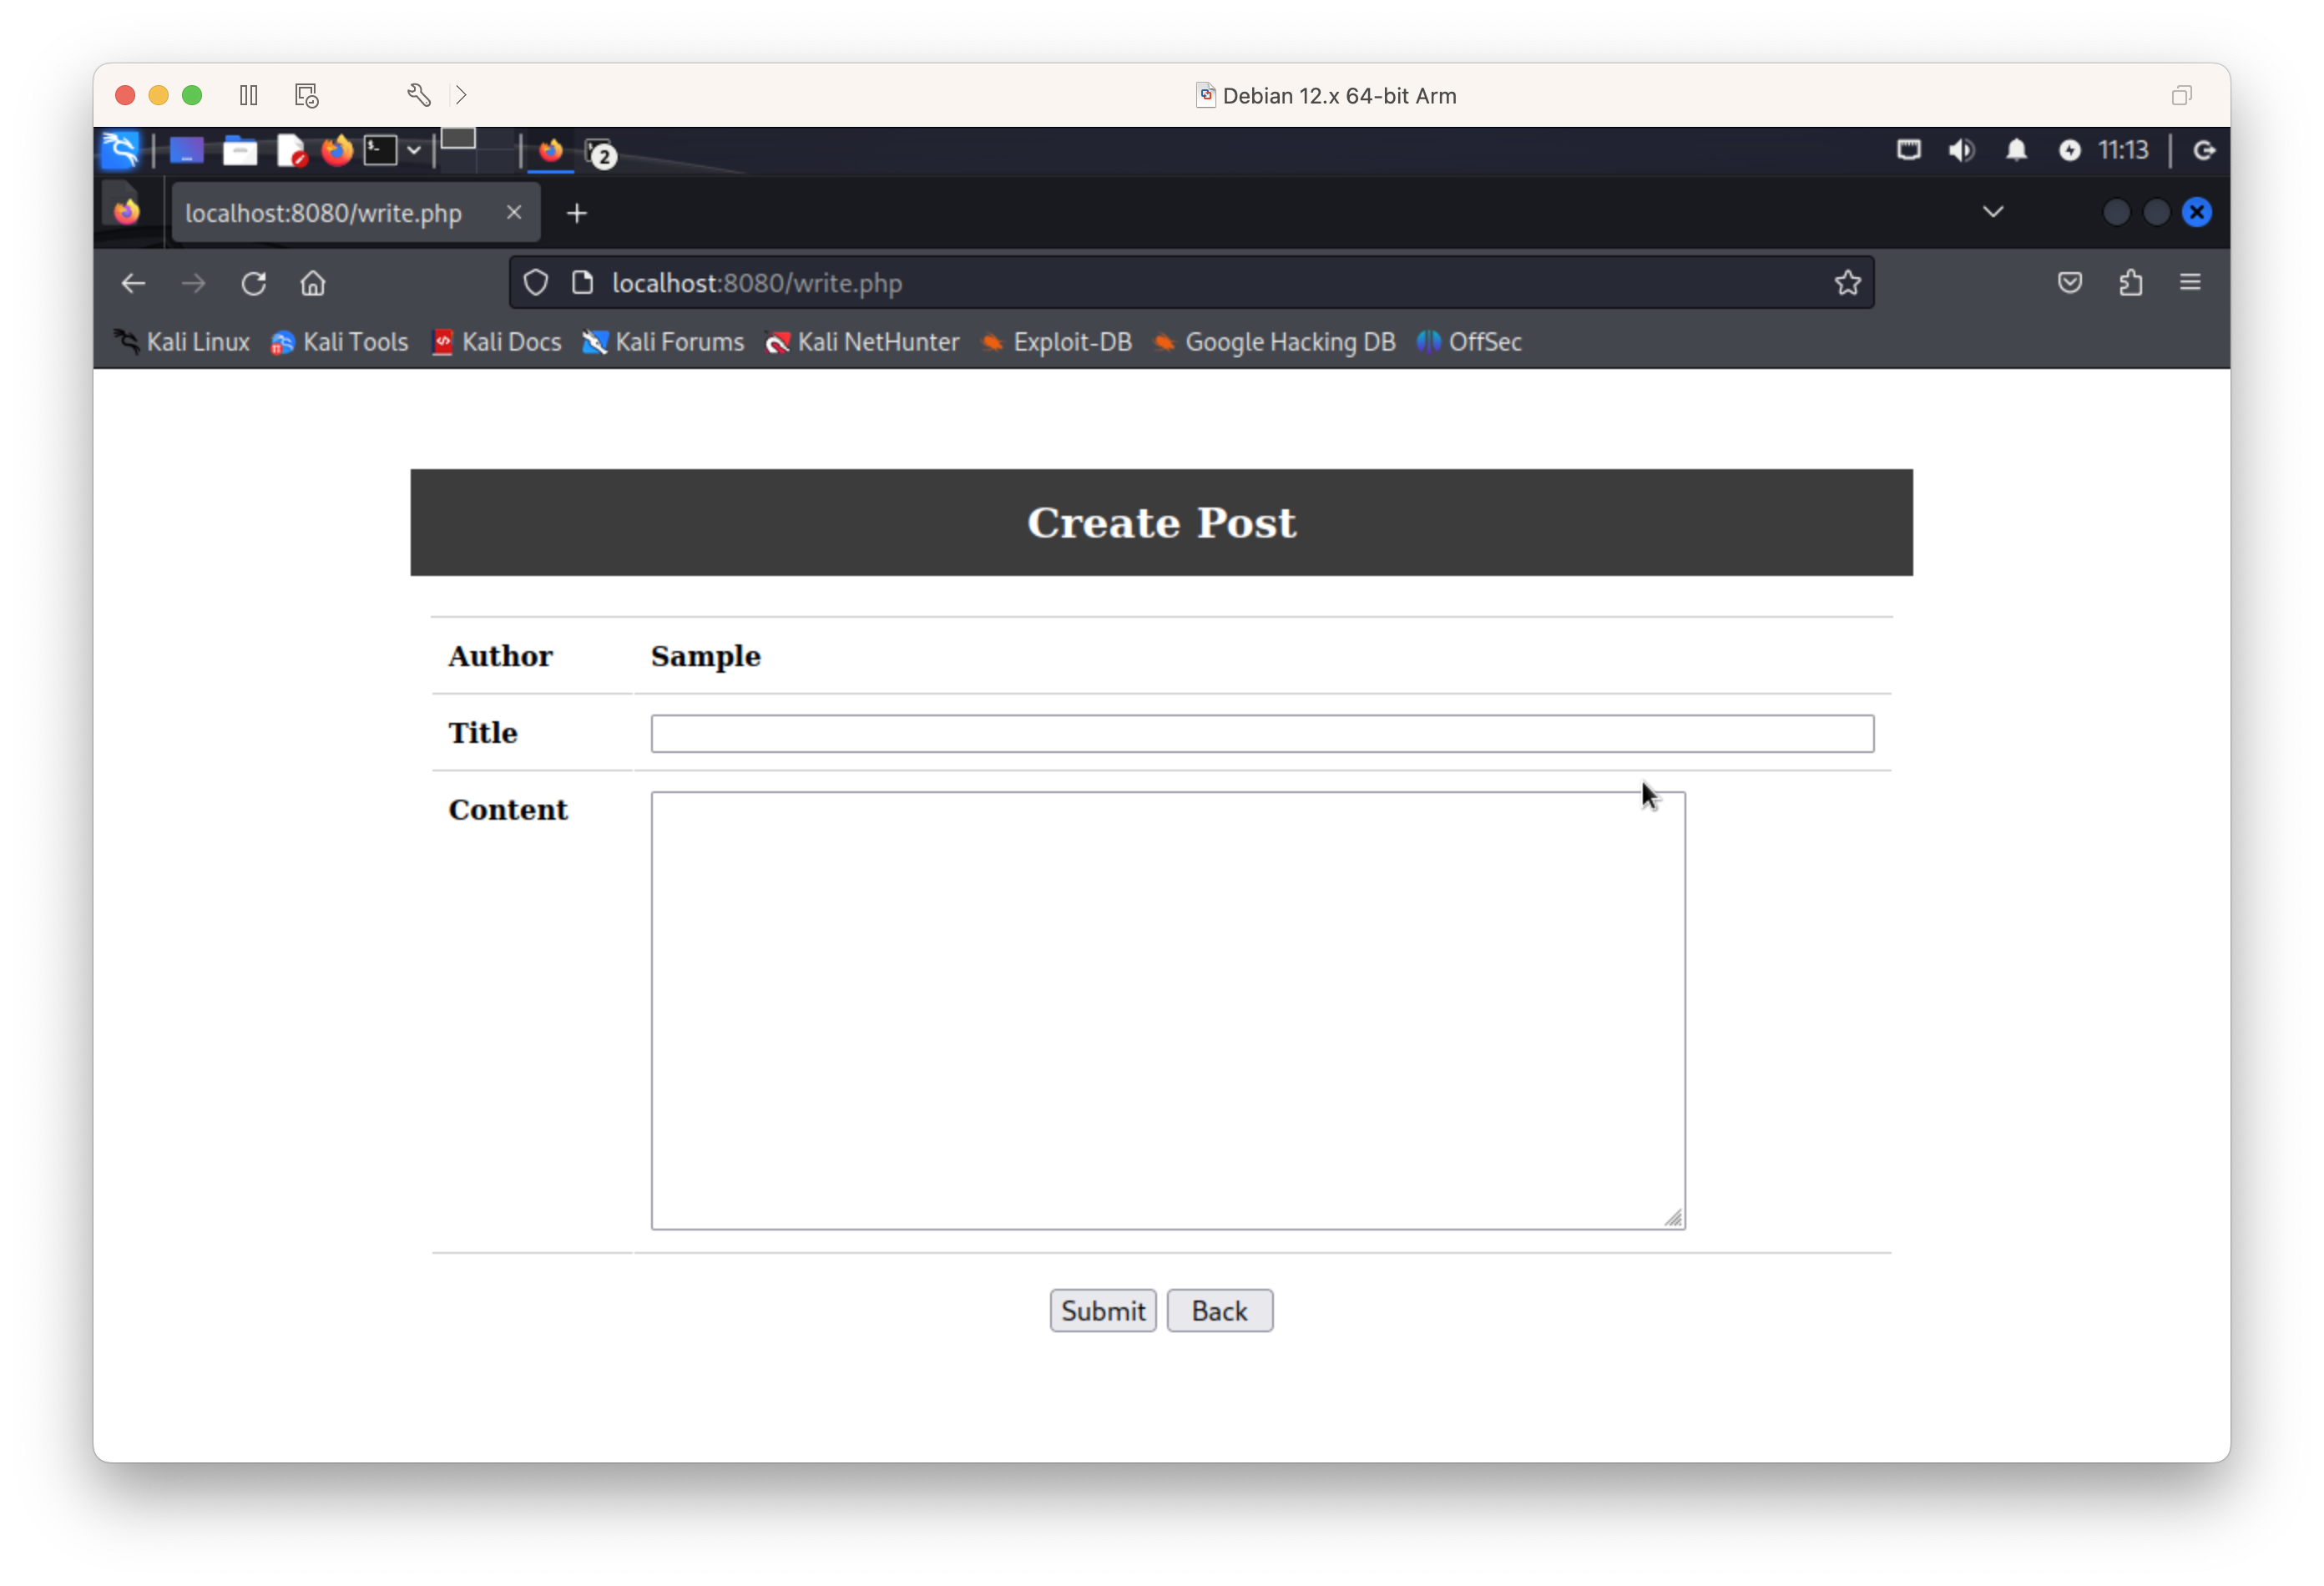 Debian 12.x 64-bit Arm
2
11:13
localhost:8080/write.php
localhost:8080/write.php
Kali Linux Kali Tools Kali Docs Kali Forums Kali NetHunter Exploit-DB Google Hacking DB OffSec
Create Post
Author Sample
Title
Content
Submit Back